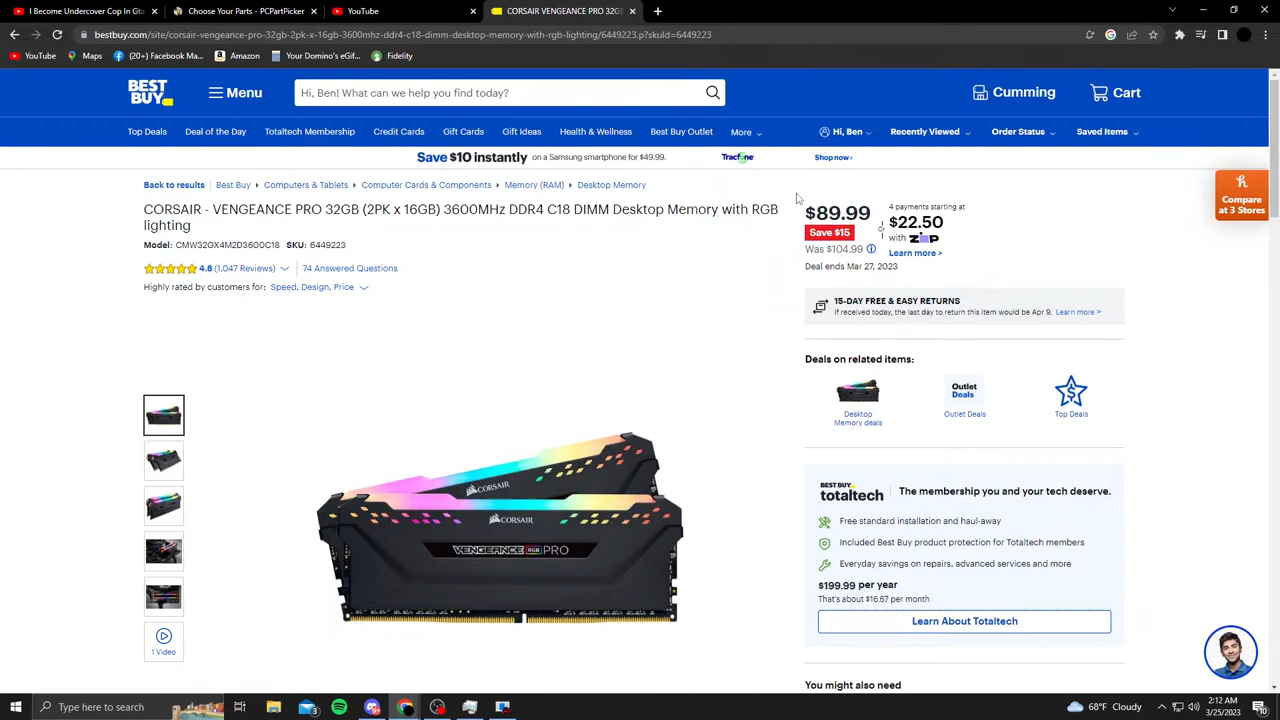 I Become Undercover Cop In Gta
Choose Your Parts - PCPartPicker
YouTube
CORSAIR VENGEANCE PRO 32G
bestbuy.com/site/corsair-vengeance-pro-32gb-2pk-x-16gb-3600mhz-ddr4-c18-dimm-desktop-memory-with-rgb-lighting/6449223.p?skuId=6449223
YouTube
Maps
(20+) Facebook Ma...
Amazon
Your Domino's eGif...
Fidelity
BEST BUY
Menu
Hi, Ben! What can we help you find today?
Cumming
Cart
Top Deals
Deal of the Day
Totaltech Membership
Credit Cards
Gift Cards
Gift Ideas
Health & Wellness
Best Buy Outlet
More
Hi, Ben
Recently Viewed
Order Status
Saved Items
Save $10 instantly on a Samsung smartphone for $49.99.
Tracfone
Shop now›
Back to results
Best Buy
Computers & Tablets
Computer Cards & Components
Memory (RAM)
Desktop Memory
CORSAIR - VENGEANCE PRO 32GB (2PK x 16GB) 3600MHz DDR4 C18 DIMM Desktop Memory with RGB
lighting
Model: CMW32GX4M2D3600C18 SKU: 6449223
4.8 (1,047 Reviews)
74 Answered Questions
Highly rated by customers for: Speed, Design, Price
$89.99
Save $15
Was $104.99
Deal ends Mar 27, 2023
or
4 payments starting at
$22.50
with zip
Learn more >
Compare
at 3 Stores
15-DAY FREE & EASY RETURNS
If received today, the last day to return this item would be Apr 9. Learn more >
Deals on related items:
Desktop
Memory deals
Outlet
Deals
Outlet Deals
Top Deals
CORSAIR
CORSAIR
VENGEANCE RGB PRO
1 Video
BEST BUY
totaltech
The membership you and your tech deserve.
Free standard installation and haul-away
Included Best Buy product protection for Totaltech members
Everyday savings on repairs, advanced services and more
$199.99 per year
That's about $16.67 per month
Learn About Totaltech
You might also need
Type here to search
3
68°F Cloudy
2:12 AM
3/25/2023
10